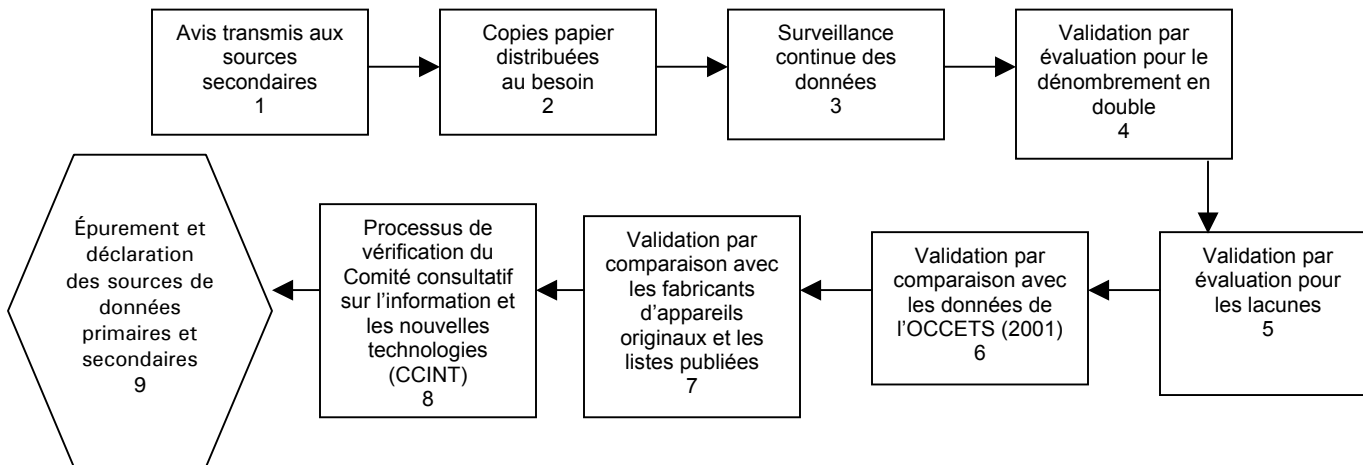 Avis transmis aux
sources
secondaires
1
Copies papier
distribuées
au besoin
2
Surveillance
continue des
données
3
Validation par
évaluation pour le
dénombrement en
double
4
Validation par
évaluation pour
les lacunes
5
Validation par
comparaison avec
les données de
l’OCCETS (2001)
6
Validation par
comparaison avec
les fabricants
d’appareils
originaux et les
listes publiées
7
Processus de
vérification du
Comité consultatif
sur l’information et
les nouvelles
technologies
(CCINT)
8
Épurement et
déclaration
des sources de
données
primaires et
secondaires
9